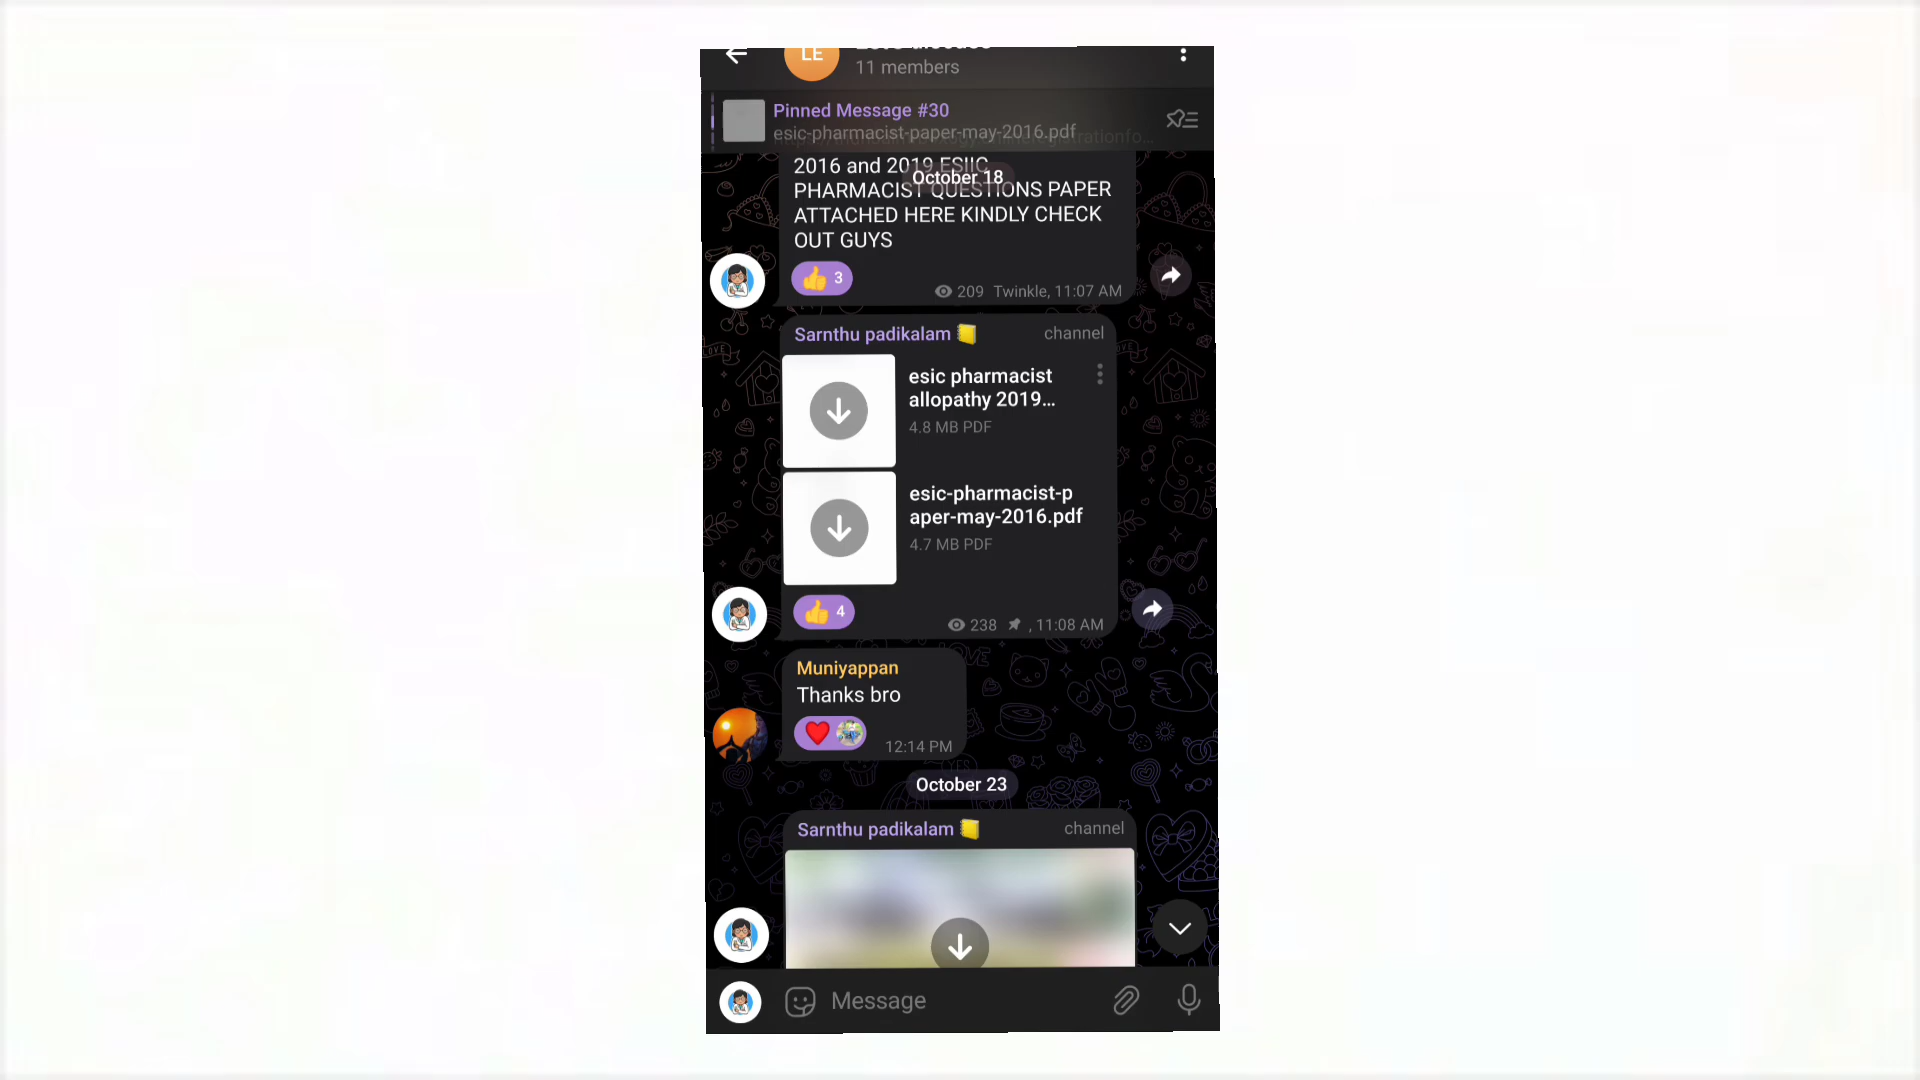 LE
11 members
Pinned Message #30
esic-pharmacist-paper-may-2016.pdf
2016 and 2019 ESIIC
October 18
PHARMACIST QUESTIONS PAPER
ATTACHED HERE KINDLY CHECK
OUT GUYS
👍 3
209 Twinkle, 11:07 AM
Sarnthu padikalam 📒 channel
esic pharmacist
allopathy 2019...
4.8 MB PDF
esic-pharmacist-p
aper-may-2016.pdf
4.7 MB PDF
👍 4
238 , 11:08 AM
Muniyappan
Thanks bro
12:14 PM
October 23
Sarnthu padikalam 📒 channel
Message